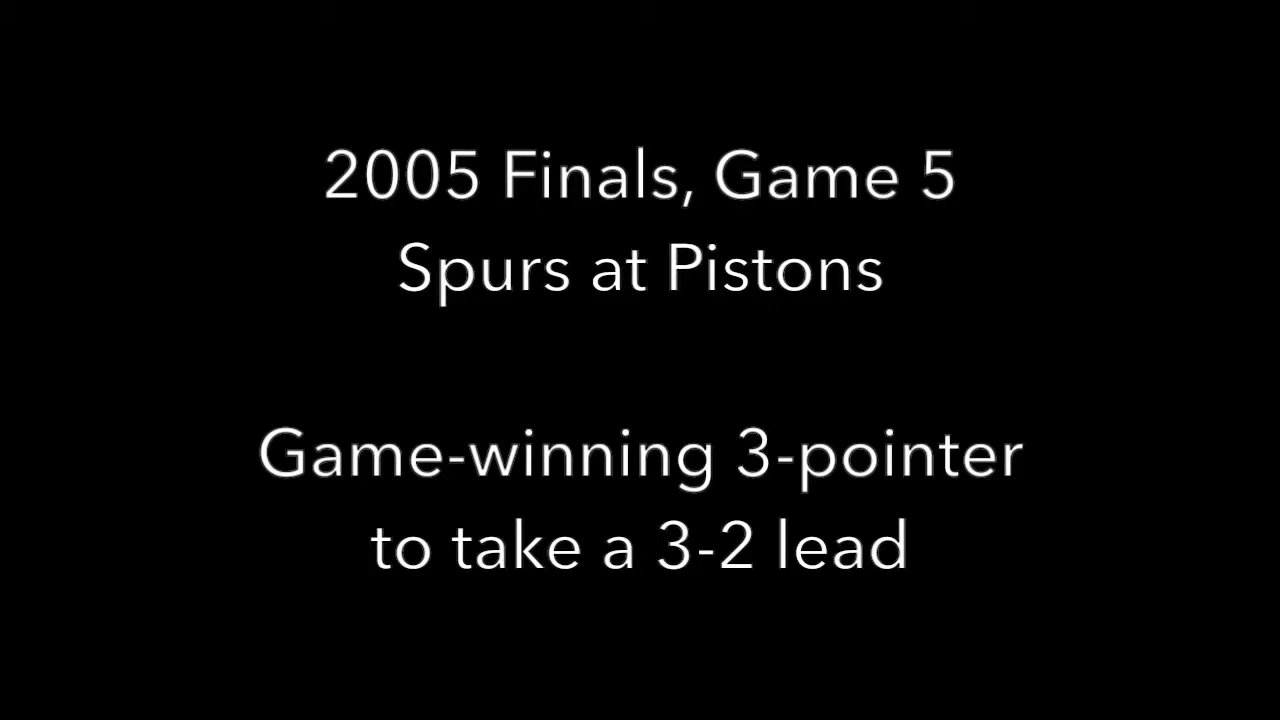 2005 Finals, Game 5
Spurs at Pistons
Game-winning 3-pointer
to take a 3-2 lead